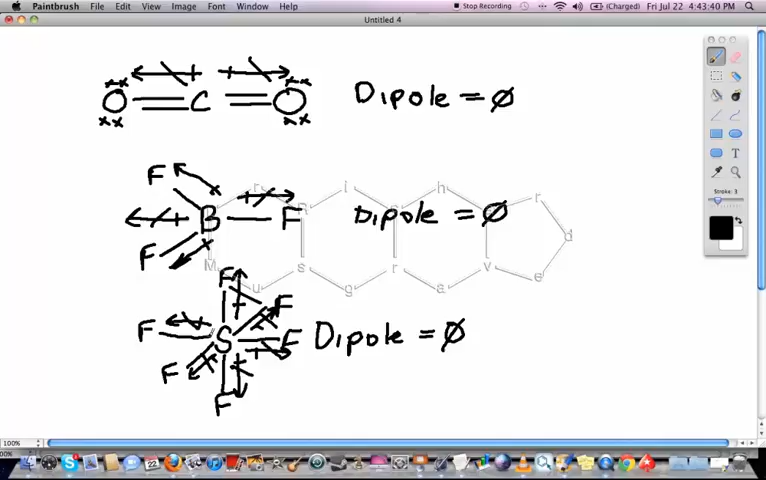 Paintbrush File Edit View Image Font Window Help Stop Recording (Charged) Fri Jul 22 4:43:40 PM
Untitled 4
O=C=O Dipole = Ø
F
B F Dipole = Ø
F
F F
F S F Dipole = Ø
F
F
Stroke: 3
100%